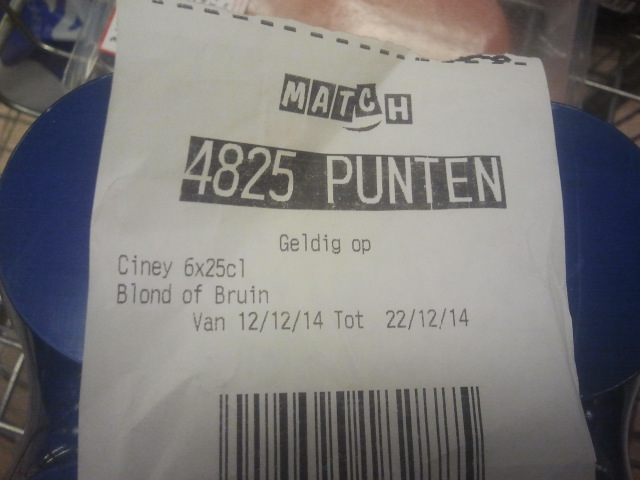 MATCH
4825 PUNTEN
Geldig op
Ciney 6x25cl
Blond of Bruin
Van 12/12/14 Tot 22/12/14